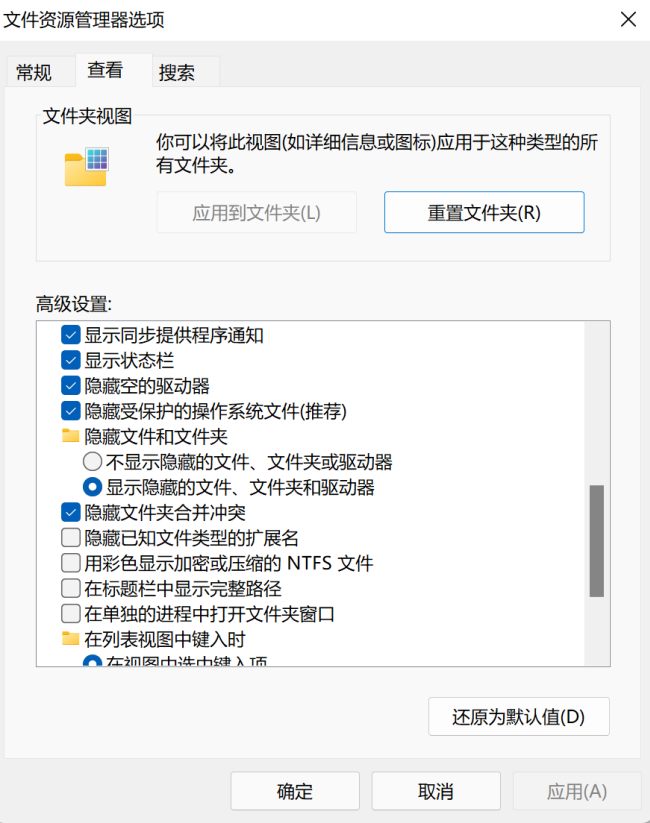 文件资源管理器选项
常规
查看
搜索
文件夹视图
你可以将此视图(如详细信息或图标)应用于这种类型的所
有文件夹。
应用到文件夹(L)
重置文件夹(R)
高级设置:
显示同步提供程序通知
显示状态栏
隐藏空的驱动器
隐藏受保护的操作系统文件(推荐)
隐藏文件和文件夹
不显示隐藏的文件、文件夹或驱动器
显示隐藏的文件、文件夹和驱动器
隐藏文件夹合并冲突
隐藏已知文件类型的扩展名
用彩色显示加密或压缩的 NTFS 文件
在标题栏中显示完整路径
在单独的进程中打开文件夹窗口
在列表视图中键入时
在视图中选中键入项
还原为默认值(D)
确定
取消
应用(A)